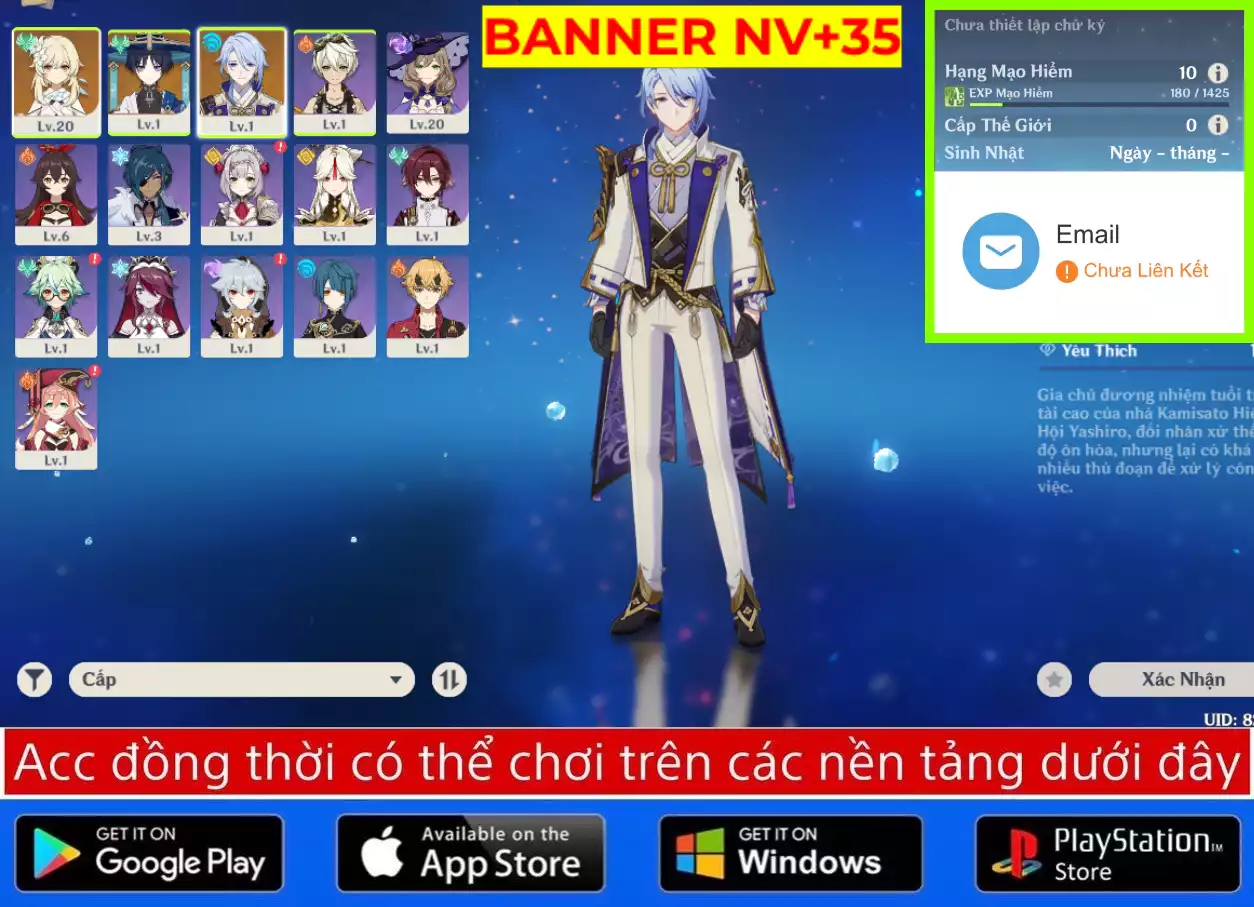 BANNER NV+35
Chưa thiết lập chữ ký
Hạng Mạo Hiểm 10
EXP Mạo Hiểm 180 / 1425
Cấp Thế Giới 0
Sinh Nhật Ngày - tháng -
Email
Chưa Liên Kết
Lv.20 Lv.1 Lv.1 Lv.1 Lv.20
Lv.6 Lv.3 Lv.1 Lv.1 Lv.1
Lv.1 Lv.1 Lv.1 Lv.1 Lv.1
Lv.1
Yêu Thích
Gia chủ đương nhiệm tuổi
tài cao của nhà Kamisato
Hội Yashiro, đối nhân xử
độ ôn hòa, nhưng lại có khả
nhiều thủ đoạn để xử lý
việc.
Cấp
Xác Nhận
UID: 8
Acc đồng thời có thể chơi trên các nền tảng dưới đây
GET IT ON
Google Play
Available on the
App Store
GET IT ON
Windows
PlayStation™
Store